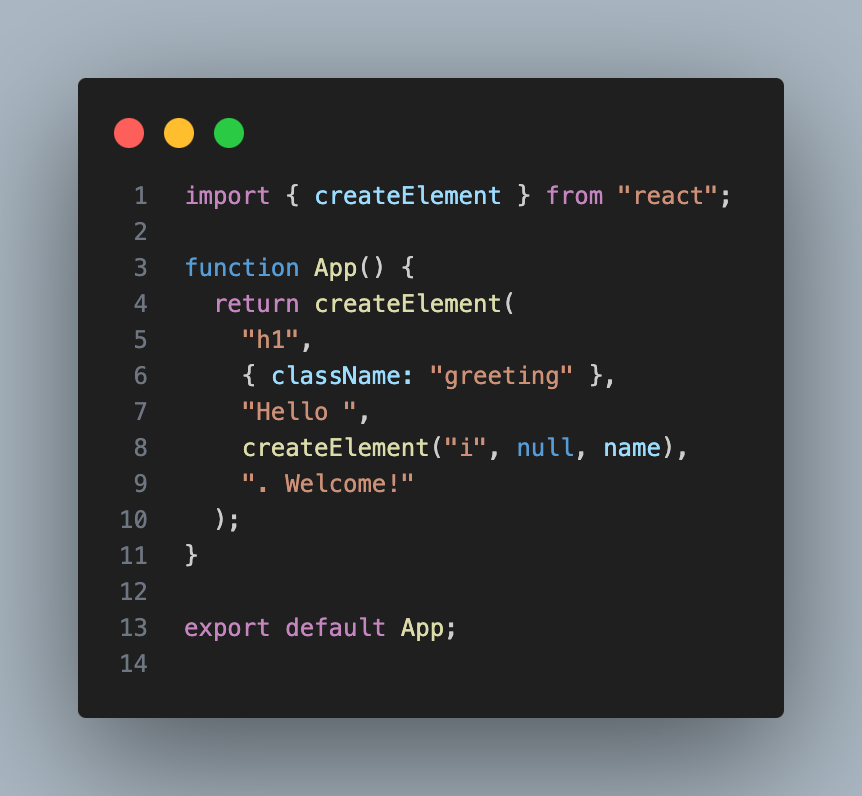 1 import { createElement } from "react";
2
3 function App() {
4   return createElement(
5     "h1",
6     { className: "greeting" },
7     "Hello ",
8     createElement("i", null, name),
9     ". Welcome!"
10   );
11 }
12
13 export default App;
14